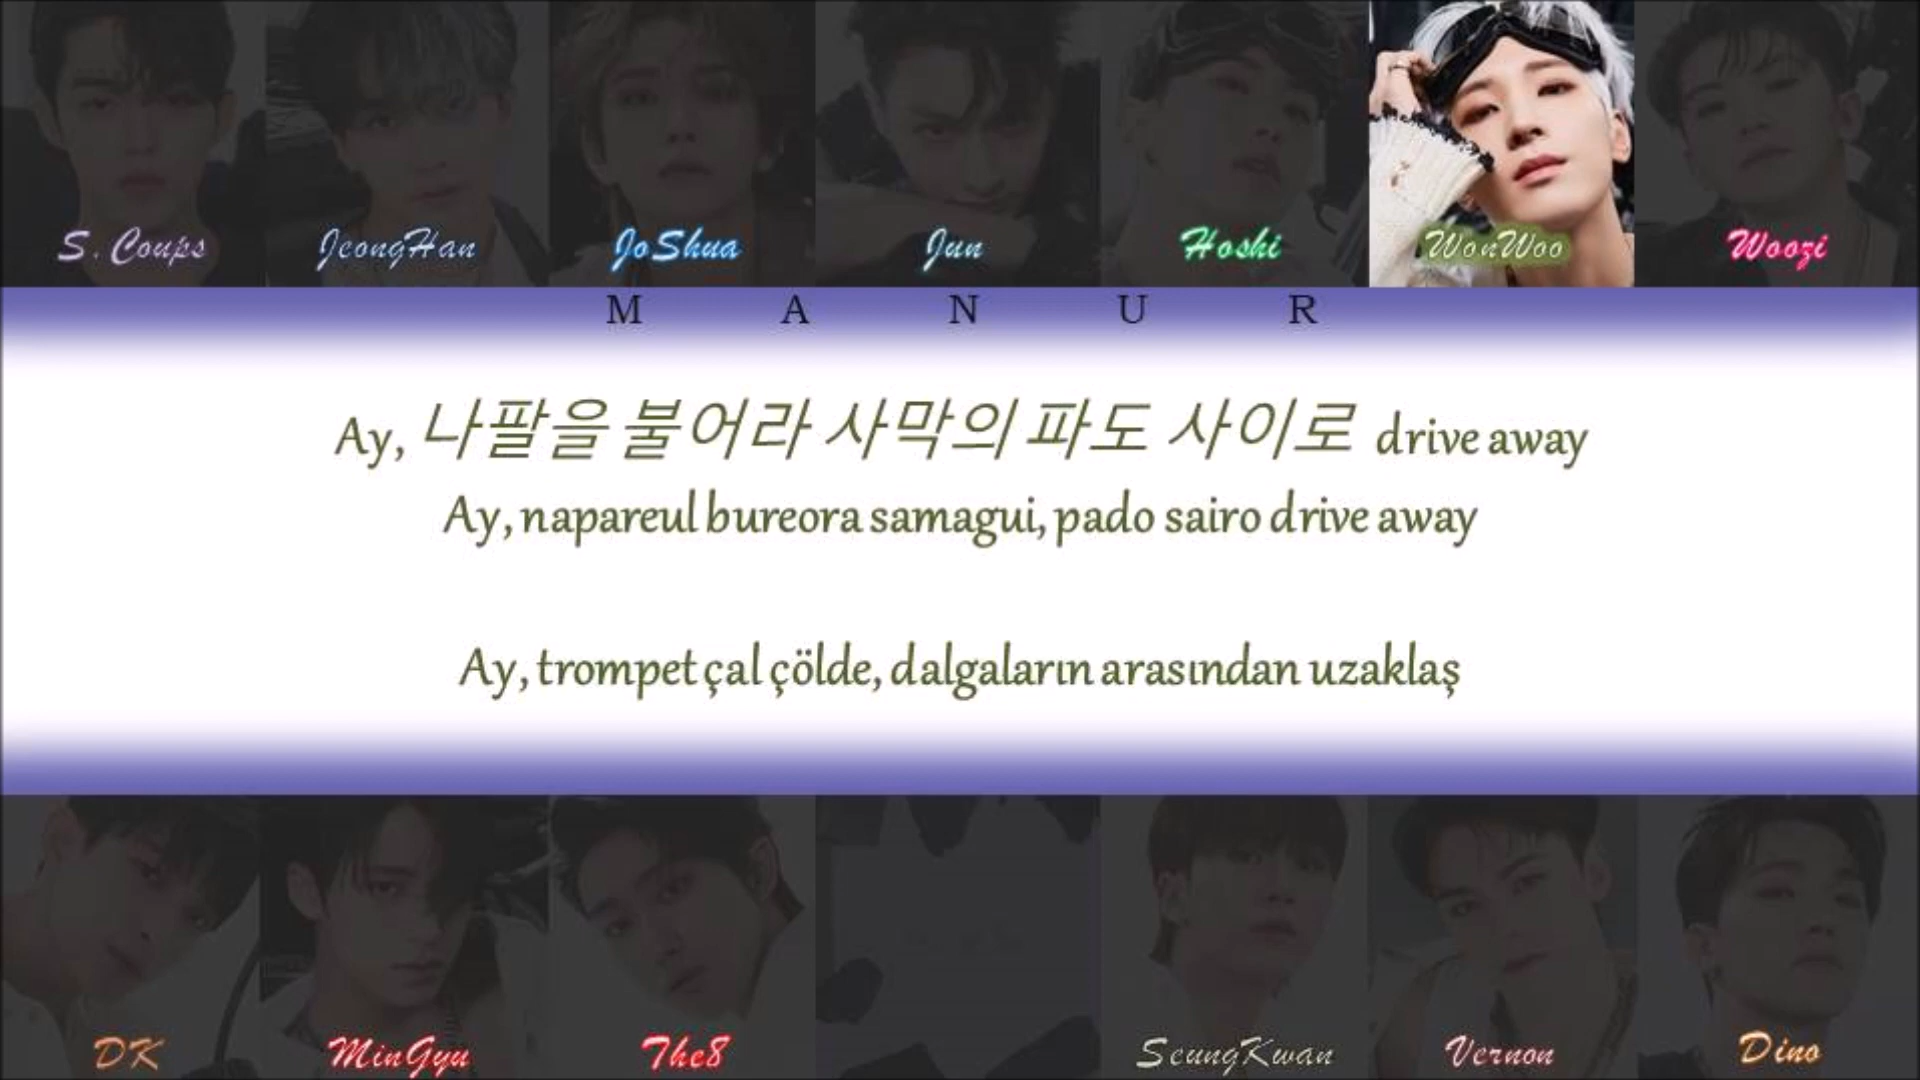 S.Coups JeongHan JoShua Jun Hoshi WonWoo Woozi
M A N U R
Ay, 나팔을 불어라 사막의 파도 사이로 drive away
Ay, napareul bureora samagui, pado sairo drive away
Ay, trompet çal çölde, dalgaların arasından uzaklaş
DK MinGyu The8 SeungKwan Vernon Dino